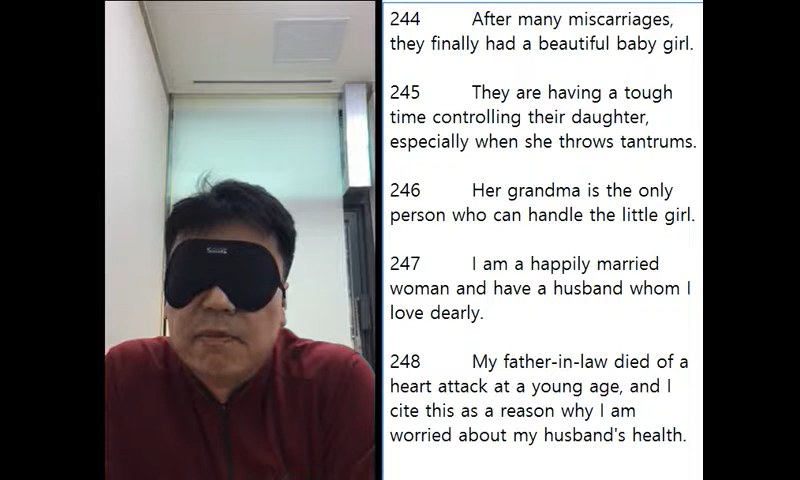 244 After many miscarriages,
they finally had a beautiful baby girl.
245 They are having a tough
time controlling their daughter,
especially when she throws tantrums.
246 Her grandma is the only
person who can handle the little girl.
247 I am a happily married
woman and have a husband whom I
love dearly.
248 My father-in-law died of a
heart attack at a young age, and I
cite this as a reason why I am
worried about my husband's health.